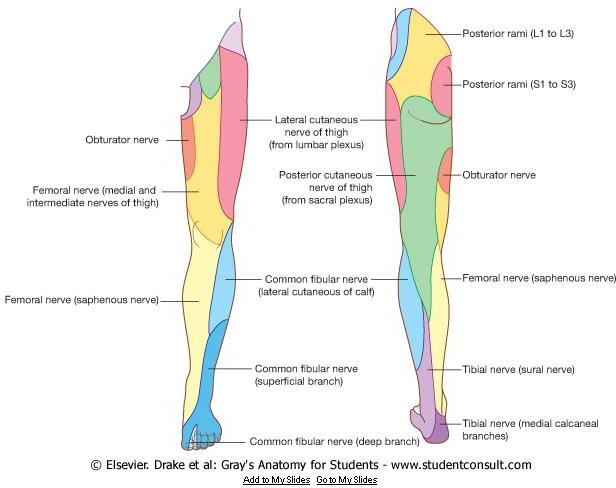 Posterior rami (L1 to L3)
Posterior rami (S1 to S3)
Lateral cutaneous
nerve of thigh
(from lumbar plexus)
Obturator nerve
Posterior cutaneous
nerve of thigh
(from sacral plexus)
Obturator nerve
Femoral nerve (medial and
intermediate nerves of thigh)
Common fibular nerve
(lateral cutaneous of calf)
Femoral nerve (saphenous nerve)
Femoral nerve (saphenous nerve)
Common fibular nerve
(superficial branch)
Tibial nerve (sural nerve)
Common fibular nerve (deep branch)
Tibial nerve (medial calcaneal
branches)
© Elsevier. Drake et al: Gray's Anatomy for Students - www.studentconsult.com
Add to My Slides Go to My Slides